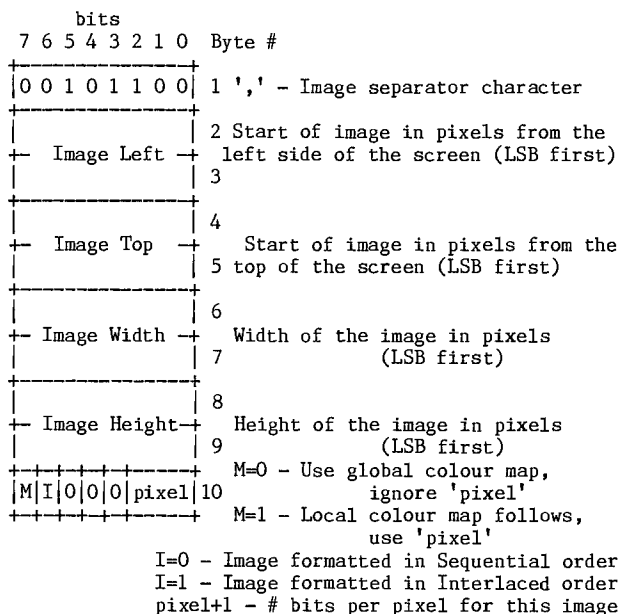 bits
7 6 5 4 3 2 1 0 Byte #
+---------------+
|0 0 1 0 1 1 0 0| 1 ',' - Image separator character
+---------------+
| | 2 Start of image in pixels from the
+- Image Left -+ left side of the screen (LSB first)
| | 3
+---------------+
| | 4
+- Image Top -+ Start of image in pixels from the
| | 5 top of the screen (LSB first)
+---------------+
| | 6
+- Image Width -+ Width of the image in pixels
| | 7 (LSB first)
+---------------+
| | 8
+- Image Height-+ Height of the image in pixels
| | 9 (LSB first)
+-+-+-+-+-+-----+ M=0 - Use global colour map,
|M|I|0|0|0|pixel|10 ignore 'pixel'
+-+-+-+-+-+-----+ M=1 - Local colour map follows,
use 'pixel'
I=0 - Image formatted in Sequential order
I=1 - Image formatted in Interlaced order
pixel+1 - # bits per pixel for this image